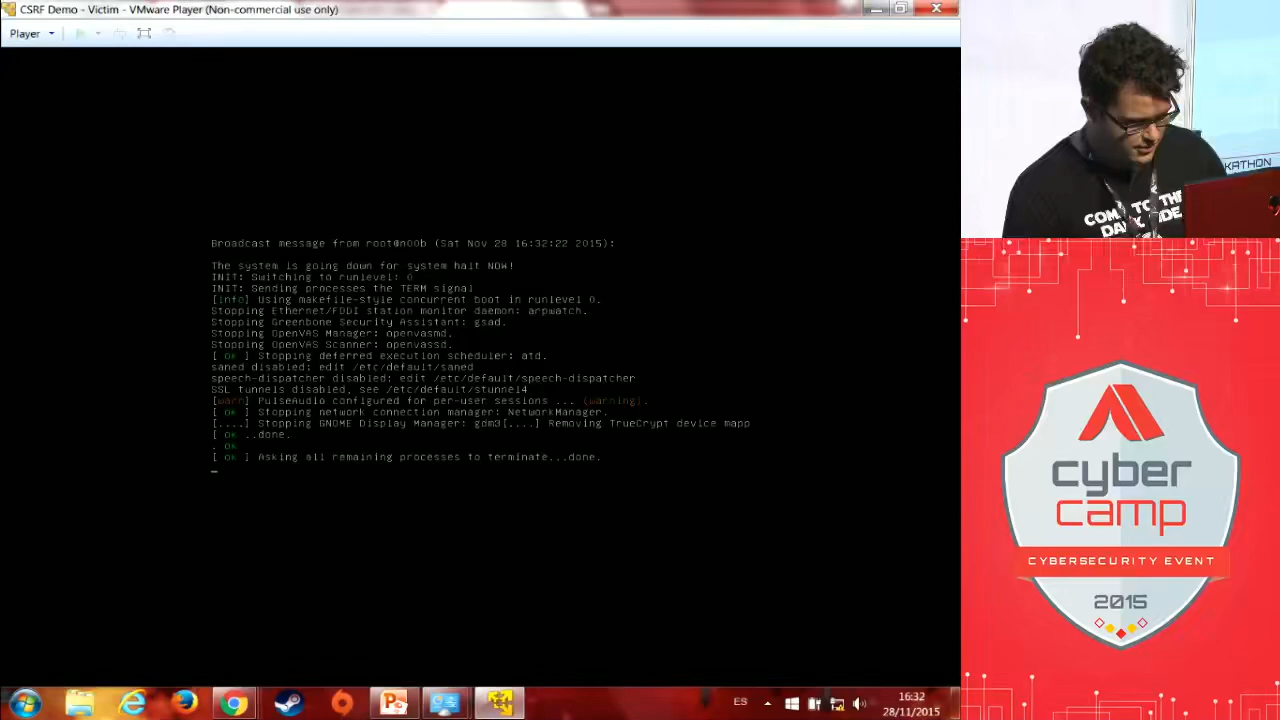 CSRF Demo - Victim - VMware Player (Non-commercial use only)
Player
Broadcast message from root@n00b (Sat Nov 28 16:32:22 2015):
The system is going down for system halt NOW!
INIT: Switching to runlevel: 0
INIT: Sending processes the TERM signal
[info] Using makefile-style concurrent boot in runlevel 0.
Stopping Ethernet/FDDI station monitor daemon: arpwatch.
Stopping Greenbone Security Assistant: gsad.
Stopping OpenVAS Manager: openvasmd.
Stopping OpenVAS Scanner: openvassd.
[ ok ] Stopping deferred execution scheduler: atd.
saned disabled; edit /etc/default/saned
speech-dispatcher disabled; edit /etc/default/speech-dispatcher
SSL tunnels disabled, see /etc/default/stunnel4
[warn] PulseAudio configured for per-user sessions ... (warning).
[ ok ] Stopping network connection manager: NetworkManager.
[....] Stopping GNOME Display Manager: gdm3[....] Removing TrueCrypt device mapp
[ ok ..done.
. ok
[ ok ] Asking all remaining processes to terminate...done.
ES
16:32
28/11/2015
KATHON
COME TO THE
DARK SIDE
cyber
camp
CYBERSECURITY EVENT
2015